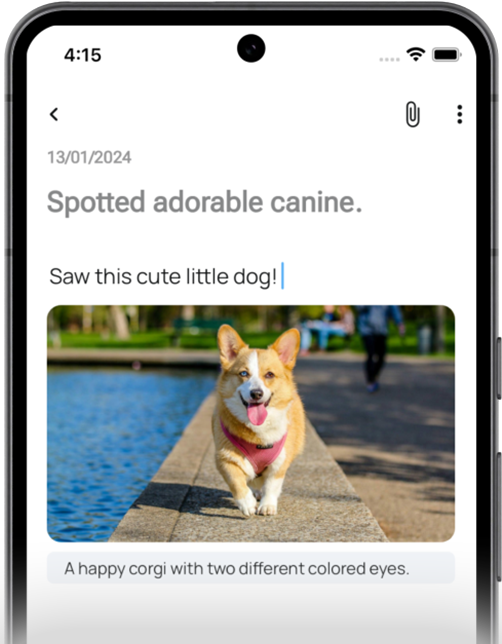 4:15
13/01/2024
Spotted adorable canine.
Saw this cute little dog!
A happy corgi with two different colored eyes.